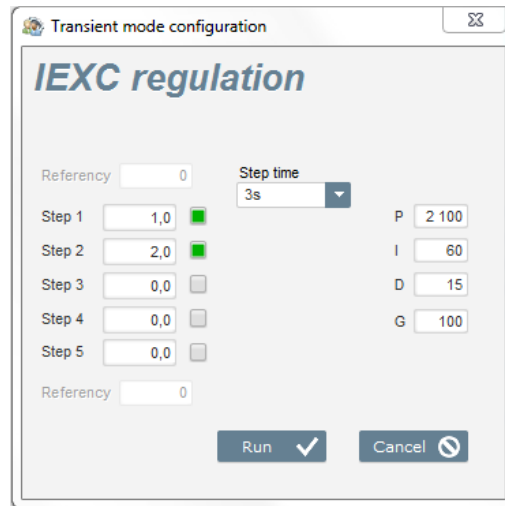 Transient mode configuration
IEXC regulation
Referency 0
Step time
3s
Step 1 1,0
P 2 100
Step 2 2,0
I 60
Step 3 0,0
D 15
Step 4 0,0
G 100
Step 5 0,0
Referency 0
Run
Cancel